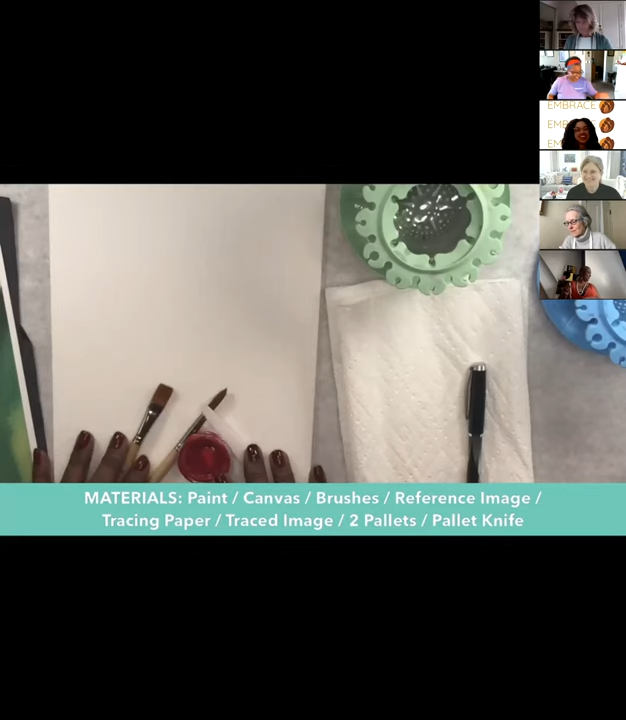 EMBRACE
MATERIALS: Paint / Canvas / Brushes / Reference Image /
Tracing Paper / Traced Image / 2 Pallets / Pallet Knife